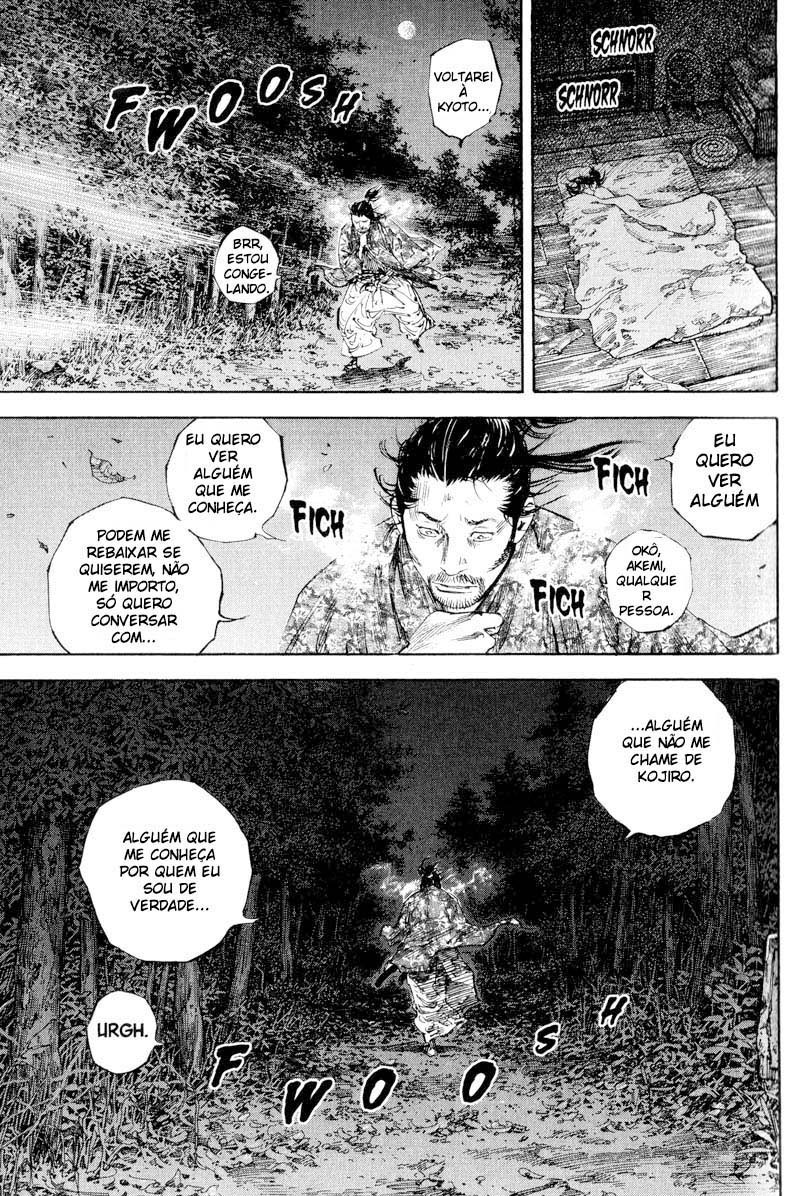 SCHNORR
SCHNORR
VOLTAREI
À
KYOTO...
FWOOSH
BRR,
ESTOU
CONGE-
LANDO.
EU
QUERO
VER
ALGUÉM
FICH
OKÔ,
AKEMI,
QUALQUE
R
PESSOA.
FICH
FICH
EU QUERO
VER
ALGUÉM
QUE ME
CONHEÇA.
PODEM ME
REBAIXAR SE
QUISEREM, NÃO
ME IMPORTO,
SÓ QUERO
CONVERSAR
COM...
...ALGUÉM
QUE NÃO ME
CHAME DE
KOJIRO.
ALGUÉM QUE
ME CONHEÇA
POR QUEM EU
SOU DE
VERDADE...
URGH.
FWOOSH